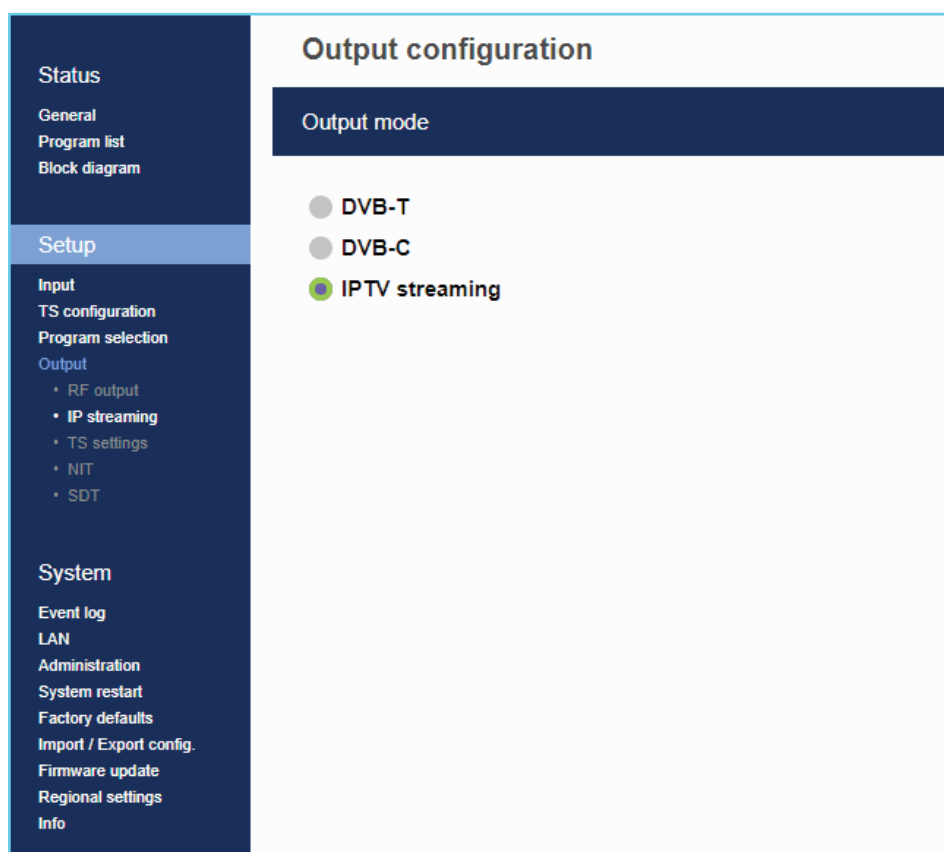 Status
General
Program list
Block diagram
Setup
Input
TS configuration
Program selection
Output
• RF output
• IP streaming
• TS settings
• NIT
• SDT
System
Event log
LAN
Administration
System restart
Factory defaults
Import / Export config.
Firmware update
Regional settings
Info
Output configuration
Output mode
DVB-T
DVB-C
IPTV streaming